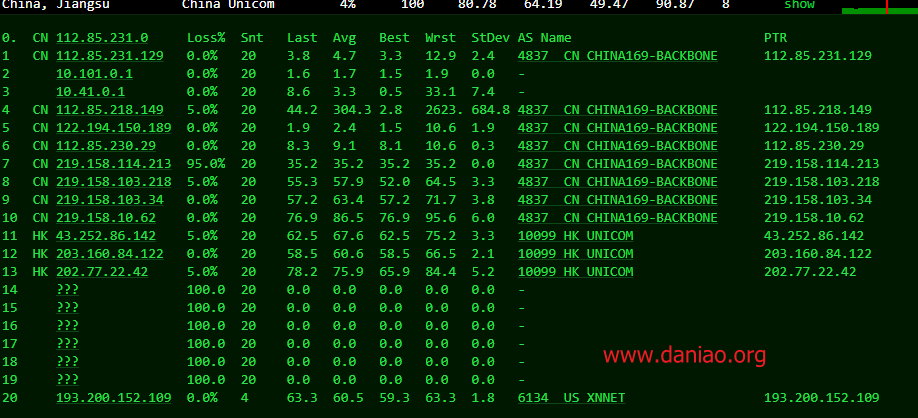 China, Jiangsu China Unicom 4% 100 80.78 64.19 49.47 90.87 8 show
0. CN 112.85.231.0 Loss% Snt Last Avg Best Wrst StDev AS Name PTR
1 CN 112.85.231.129 0.0% 20 3.8 4.7 3.3 12.9 2.4 4837 CN CHINA169-BACKBONE 112.85.231.129
2 10.101.0.1 0.0% 20 1.6 1.7 1.5 1.9 0.0 -
3 10.41.0.1 0.0% 20 8.6 3.3 0.5 33.1 7.4 -
4 CN 112.85.218.149 5.0% 20 44.2 304.3 2.8 2623. 684.8 4837 CN CHINA169-BACKBONE 112.85.218.149
5 CN 122.194.150.189 0.0% 20 1.9 2.4 1.5 10.6 1.9 4837 CN CHINA169-BACKBONE 122.194.150.189
6 CN 112.85.230.29 0.0% 20 8.3 9.1 8.1 10.6 0.3 4837 CN CHINA169-BACKBONE 112.85.230.29
7 CN 219.158.114.213 95.0% 20 35.2 35.2 35.2 35.2 0.0 4837 CN CHINA169-BACKBONE 219.158.114.213
8 CN 219.158.103.218 5.0% 20 55.3 57.9 52.0 64.5 3.3 4837 CN CHINA169-BACKBONE 219.158.103.218
9 CN 219.158.103.34 0.0% 20 57.2 63.4 57.2 71.7 3.8 4837 CN CHINA169-BACKBONE 219.158.103.34
10 CN 219.158.10.62 0.0% 20 76.9 86.5 76.9 95.6 6.0 4837 CN CHINA169-BACKBONE 219.158.10.62
11 HK 43.252.86.142 5.0% 20 62.5 67.6 62.5 75.2 3.3 10099 HK UNICOM 43.252.86.142
12 HK 203.160.84.122 0.0% 20 58.5 60.6 58.5 66.5 2.1 10099 HK UNICOM 203.160.84.122
13 HK 202.77.22.42 5.0% 20 78.2 75.9 65.9 84.4 5.2 10099 HK UNICOM 202.77.22.42
14 ??? 100.0 20 0.0 0.0 0.0 0.0 0.0 -
15 ??? 100.0 20 0.0 0.0 0.0 0.0 0.0 -
16 ??? 100.0 20 0.0 0.0 0.0 0.0 0.0 -
17 ??? 100.0 20 0.0 0.0 0.0 0.0 0.0 -
18 ??? 100.0 20 0.0 0.0 0.0 0.0 0.0 -
19 ??? 100.0 20 0.0 0.0 0.0 0.0 0.0 -
20 193.200.152.109 0.0% 4 63.3 60.5 59.3 63.3 1.8 6134 US XNNET 193.200.152.109
www.daniao.org